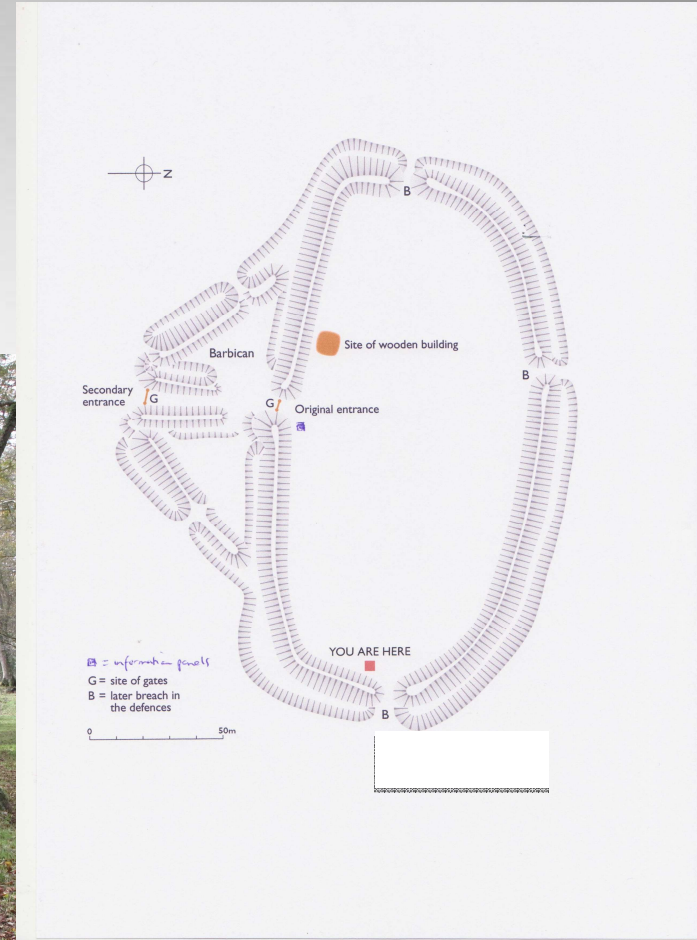 N
B
Site of wooden building
Barbican
B
Secondary
entrance
G
G
Original entrance
YOU ARE HERE
= information panels
G = site of gates
B = later breach in
the defences
B
0 50m